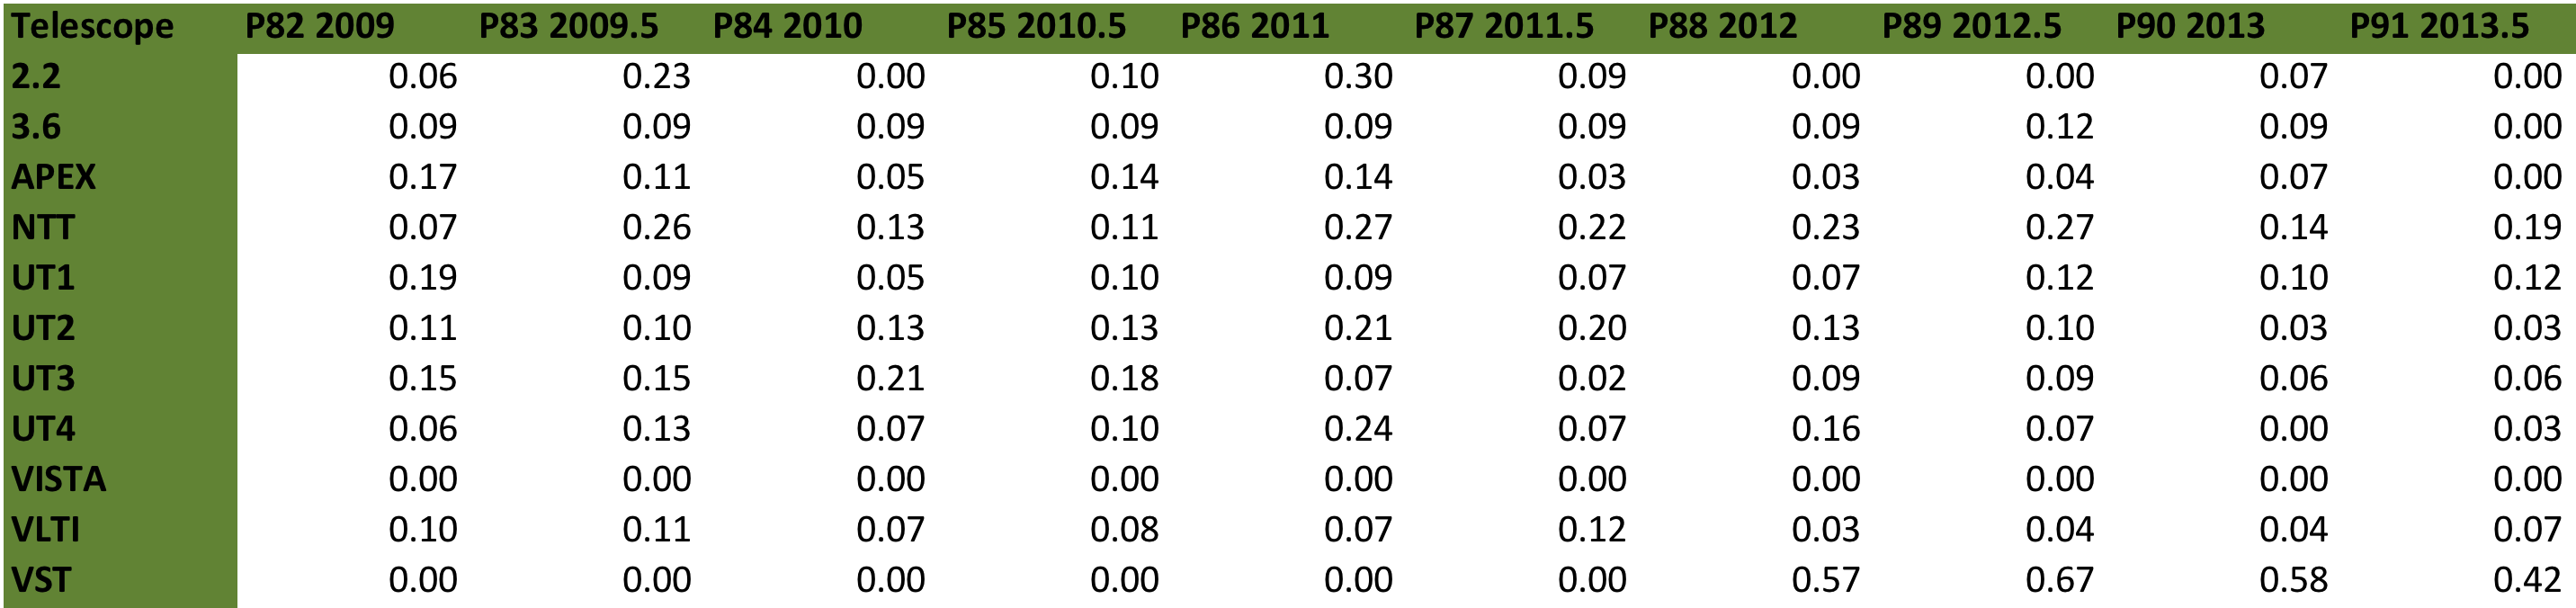 Telescope P82 2009 P83 2009.5 P84 2010 P85 2010.5 P86 2011 P87 2011.5 P88 2012 P89 2012.5 P90 2013 P91 2013.5
2.2 0.06 0.23 0.00 0.10 0.30 0.09 0.00 0.00 0.07 0.00
3.6 0.09 0.09 0.09 0.09 0.09 0.09 0.09 0.12 0.09 0.00
APEX 0.17 0.11 0.05 0.14 0.14 0.03 0.03 0.04 0.07 0.00
NTT 0.07 0.26 0.13 0.11 0.27 0.22 0.23 0.27 0.14 0.19
UT1 0.19 0.09 0.05 0.10 0.09 0.07 0.07 0.12 0.10 0.12
UT2 0.11 0.10 0.13 0.13 0.21 0.20 0.13 0.10 0.03 0.03
UT3 0.15 0.15 0.21 0.18 0.07 0.02 0.09 0.09 0.06 0.06
UT4 0.06 0.13 0.07 0.10 0.24 0.07 0.16 0.07 0.00 0.03
VISTA 0.00 0.00 0.00 0.00 0.00 0.00 0.00 0.00 0.00 0.00
VLTI 0.10 0.11 0.07 0.08 0.07 0.12 0.03 0.04 0.04 0.07
VST 0.00 0.00 0.00 0.00 0.00 0.00 0.57 0.67 0.58 0.42